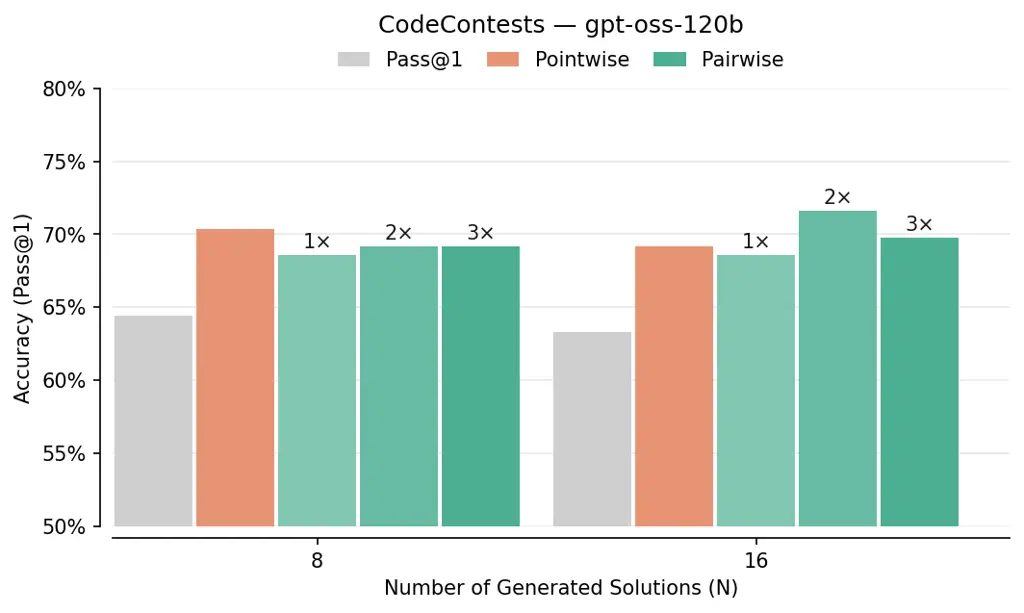 CodeContests — gpt-oss-120b
Pass@1 Pointwise Pairwise
80%
75%
70%
65%
60%
55%
50%
Accuracy (Pass@1)
1× 2× 3× 1× 2× 3×
8 16
Number of Generated Solutions (N)